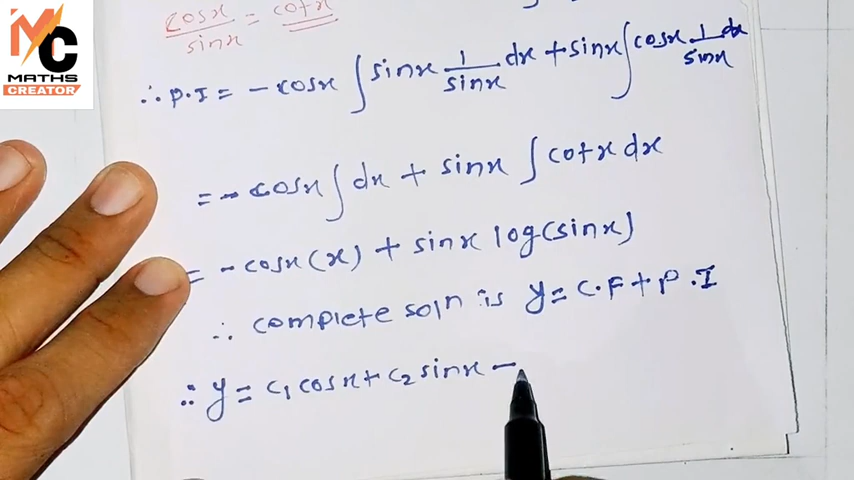 MC
MATHS
CREATOR
cosx/sinx = cotx
∴ P.I = - cosx ∫ sinx 1/sinx dx + sinx ∫ cosx 1/sinx dx
= - cosx ∫ dx + sinx ∫ cotx dx
= - cosx (x) + sinx log(sinx)
∴ complete soln is y = C.F + P.I
∴ y = c₁ cosx + c₂ sinx -